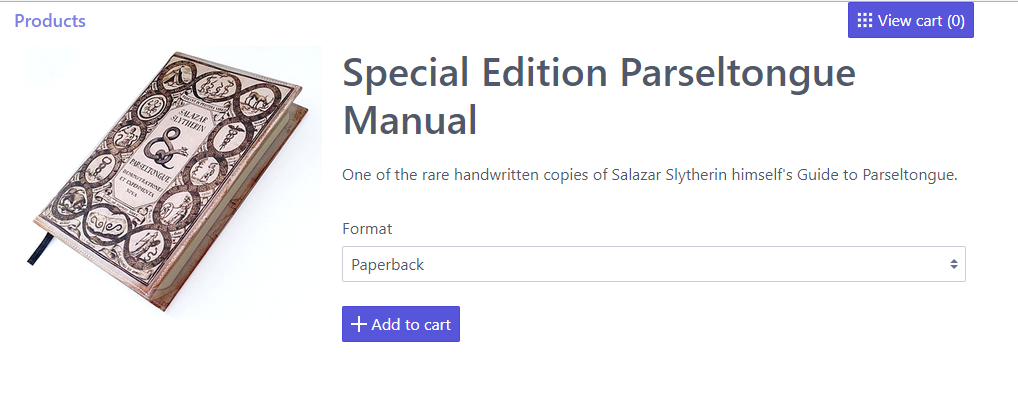 Products
View cart (0)
Special Edition Parseltongue
Manual
One of the rare handwritten copies of Salazar Slytherin himself's Guide to Parseltongue.
Format
Paperback
Add to cart
SALAZAR
SLYTHERIN
PARSELTONGUE